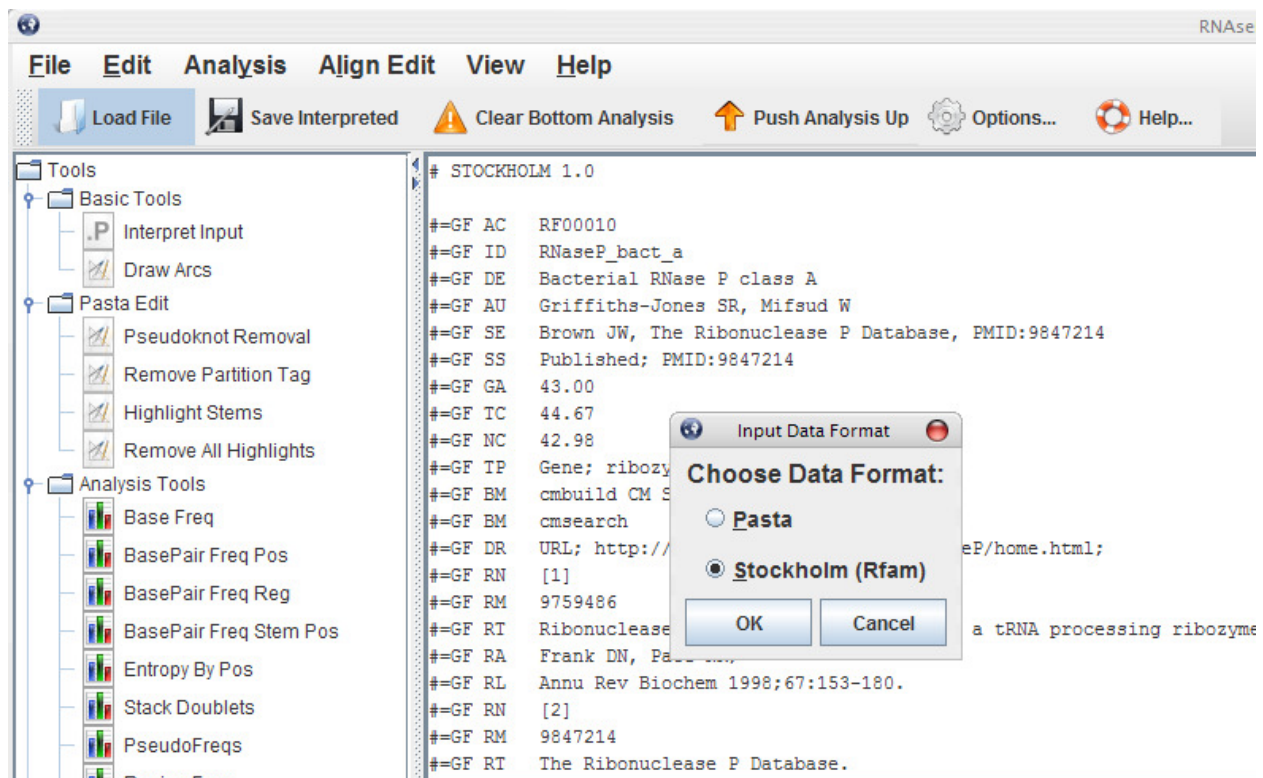 RNAse
File Edit Analysis Align Edit View Help
Load File Save Interpreted Clear Bottom Analysis Push Analysis Up Options... Help...
Tools
Basic Tools
.P Interpret Input
Draw Arcs
Pasta Edit
Pseudoknot Removal
Remove Partition Tag
Highlight Stems
Remove All Highlights
Analysis Tools
Base Freq
BasePair Freq Pos
BasePair Freq Reg
BasePair Freq Stem Pos
Entropy By Pos
Stack Doublets
PseudoFreqs
# STOCKHOLM 1.0
#=GF AC RF00010
#=GF ID RNaseP_bact_a
#=GF DE Bacterial RNase P class A
#=GF AU Griffiths-Jones SR, Mifsud W
#=GF SE Brown JW, The Ribonuclease P Database, PMID:9847214
#=GF SS Published; PMID:9847214
#=GF GA 43.00
#=GF TC 44.67
#=GF NC 42.98
#=GF TP Gene; ribozy
#=GF BM cmbuild CM S
#=GF BM cmsearch
#=GF DR URL; http:// eP/home.html;
#=GF RN [1]
#=GF RM 9759486
#=GF RT Ribonuclease a tRNA processing ribozyme
#=GF RA Frank DN,
#=GF RL Annu Rev Biochem 1998;67:153-180.
#=GF RN [2]
#=GF RM 9847214
#=GF RT The Ribonuclease P Database.
Input Data Format
Choose Data Format:
Pasta
Stockholm (Rfam)
OK Cancel